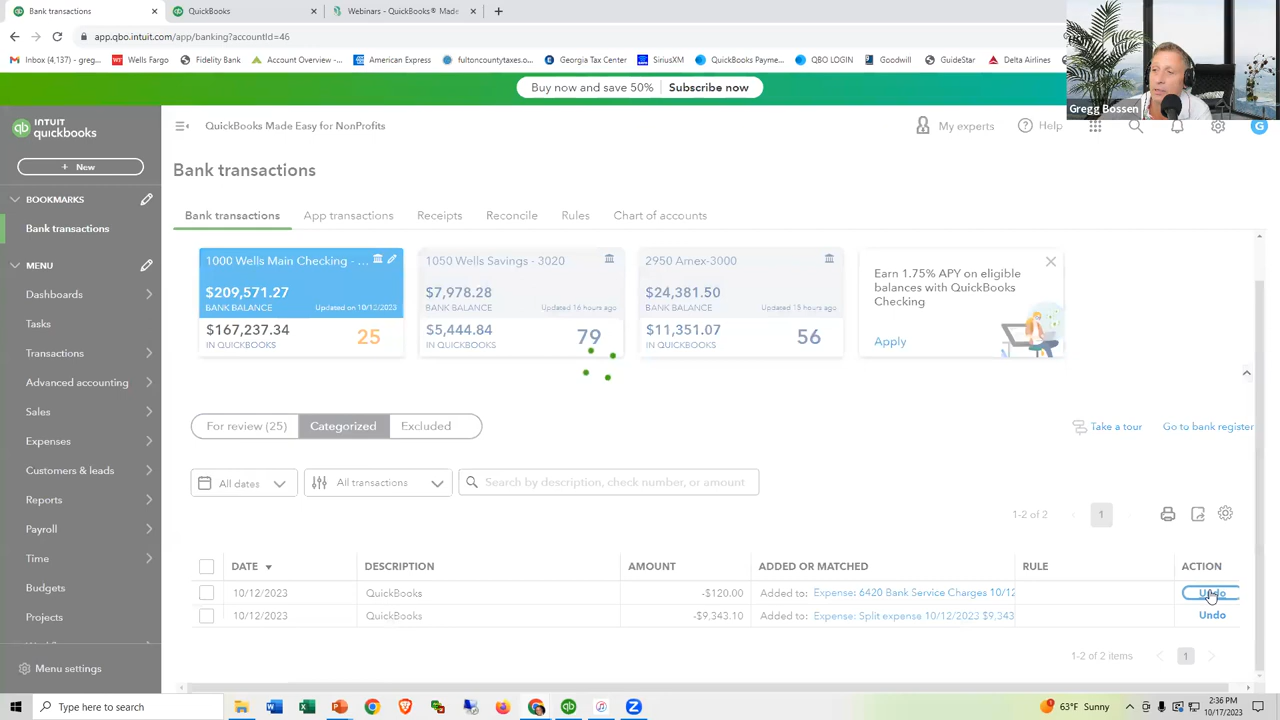 Bank transactions
QuickBooks
Webinars - QuickBooks® Made
app.qbo.intuit.com/app/banking?accountId=46
Inbox (4,137) - greg...
Wells Fargo
Fidelity Bank
Account Overview -...
American Express
fultoncountytaxes.o...
Georgia Tax Center
SiriusXM
QuickBooks Payme...
QBO LOGIN
Goodwill
GuideStar
Delta Airlines
Gregg Bossen
Buy now and save 50% | Subscribe now
INTUIT
quickbooks
QuickBooks Made Easy for NonProfits
My experts
Help
G
+ New
BOOKMARKS
Bank transactions
MENU
Dashboards
Tasks
Transactions
Advanced accounting
Sales
Expenses
Customers & leads
Reports
Payroll
Time
Budgets
Projects
Menu settings
Bank transactions
Bank transactions
App transactions
Receipts
Reconcile
Rules
Chart of accounts
1000 Wells Main Checking - ...
$209,571.27
BANK BALANCE
Updated on 10/12/2023
$167,237.34
IN QUICKBOOKS
25
1050 Wells Savings - 3020
$7,978.28
BANK BALANCE
Updated 16 hours ago
$5,444.84
IN QUICKBOOKS
79
2950 Amex-3000
$24,381.50
BANK BALANCE
Updated 15 hours ago
$11,351.07
IN QUICKBOOKS
56
Earn 1.75% APY on eligible
balances with QuickBooks
Checking
Apply
For review (25)
Categorized
Excluded
Take a tour
Go to bank register
All dates
All transactions
Search by description, check number, or amount
1-2 of 2
1
DATE
DESCRIPTION
AMOUNT
ADDED OR MATCHED
RULE
ACTION
10/12/2023 QuickBooks -$120.00 Added to: Expense: 6420 Bank Service Charges 10/12 Undo
10/12/2023 QuickBooks -$9,343.10 Added to: Expense: Split expense 10/12/2023 $9,343 Undo
1-2 of 2 items
1
Type here to search
63°F Sunny
2:36 PM
10/17/2023